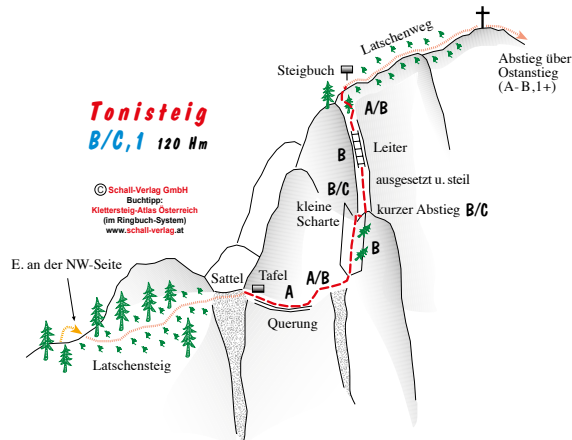 Latschenweg
Abstieg über
Ostanstieg
(A-B,1+)
Steigbuch
Tonisteig
B/C,1 120 Hm
A/B
Leiter
B
© Schall-Verlag GmbH
Buchtipp:
Klettersteig-Atlas Österreich
(im Ringbuch-System)
www.schall-verlag.at
B/C
ausgesetzt u. steil
kleine
Scharte
kurzer Abstieg B/C
B
E. an der NW-Seite
Sattel
Tafel
A/B
A
Querung
Latschensteig